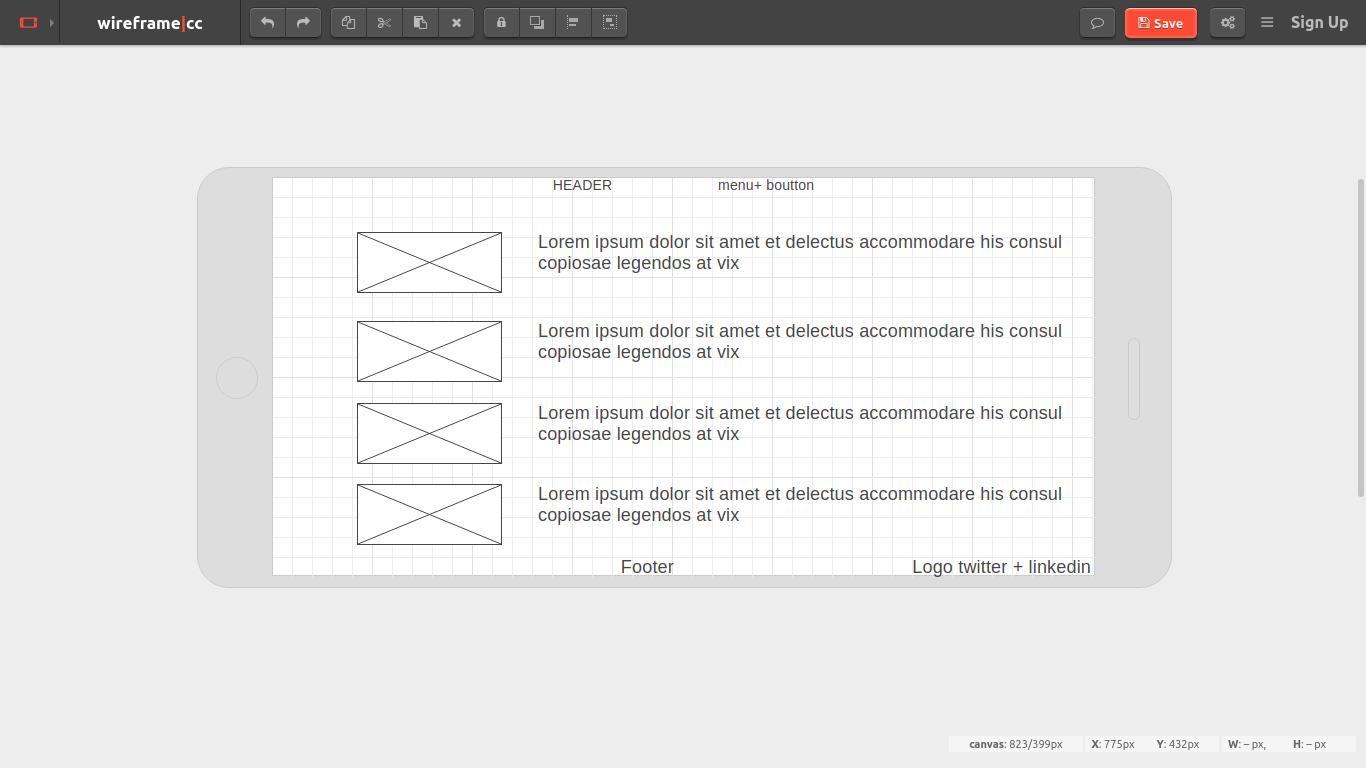 wireframe|cc
Save
Sign Up
HEADER
menu+ boutton
Lorem ipsum dolor sit amet et delectus accommodare his consul
copiosae legendos at vix
Lorem ipsum dolor sit amet et delectus accommodare his consul
copiosae legendos at vix
Lorem ipsum dolor sit amet et delectus accommodare his consul
copiosae legendos at vix
Lorem ipsum dolor sit amet et delectus accommodare his consul
copiosae legendos at vix
Footer
Logo twitter + linkedin
canvas: 823/399px X: 775px Y: 432px W: – px, H: – px